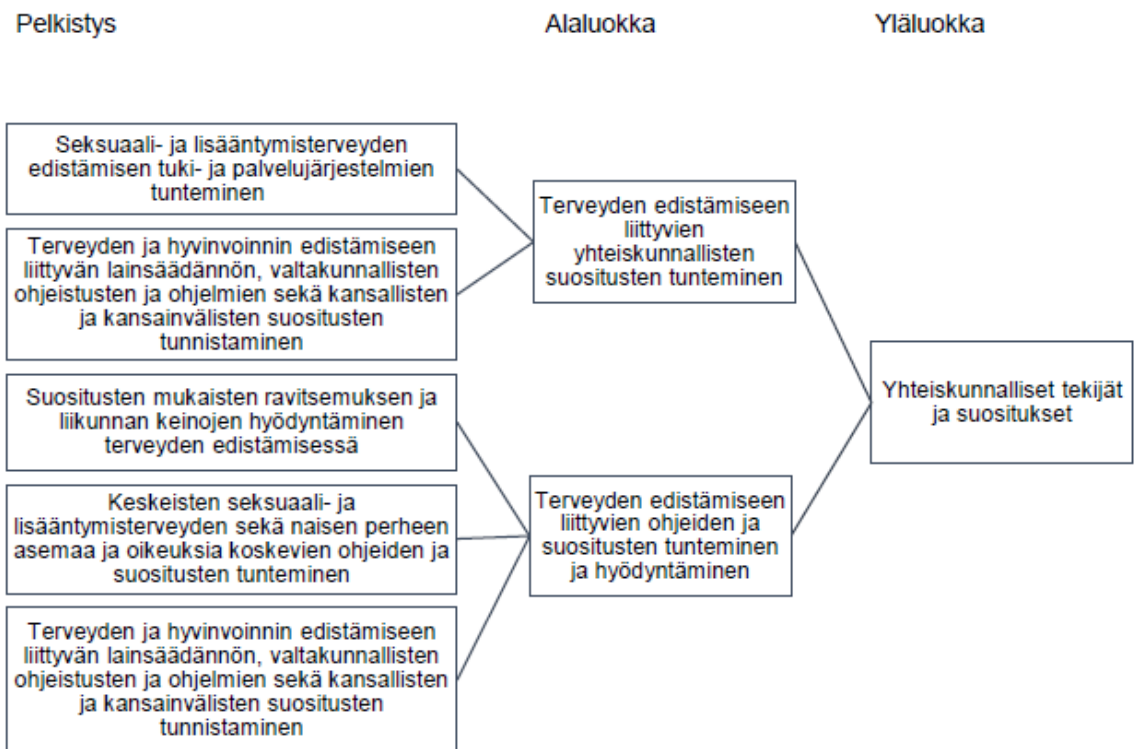 Pelkistys
Alaluokka
Yläluokka
Seksuaali- ja lisääntymisterveyden
edistämisen tuki- ja palvelujärjestelmien
tunteminen
Terveyden ja hyvinvoinnin edistämiseen
liittyvän lainsäädännön, valtakunnallisten
ohjeistusten ja ohjelmien sekä kansallisten
ja kansainvälisten suositusten
tunnistaminen
Suositusten mukaisten ravitsemuksen ja
liikunnan keinojen hyödyntäminen
terveyden edistämisessä
Keskeisten seksuaali- ja
lisääntymisterveyden sekä naisen perheen
asemaa ja oikeuksia koskevien ohjeiden ja
suositusten tunteminen
Terveyden ja hyvinvoinnin edistämiseen
liittyvän lainsäädännön, valtakunnallisten
ohjeistusten ja ohjelmien sekä kansallisten
ja kansainvälisten suositusten
tunnistaminen
Terveyden edistämiseen
liittyvien
yhteiskunnallisten
suositusten tunteminen
Terveyden edistämiseen
liittyvien ohjeiden ja
suositusten tunteminen
ja hyödyntäminen
Yhteiskunnalliset tekijät
ja suositukset